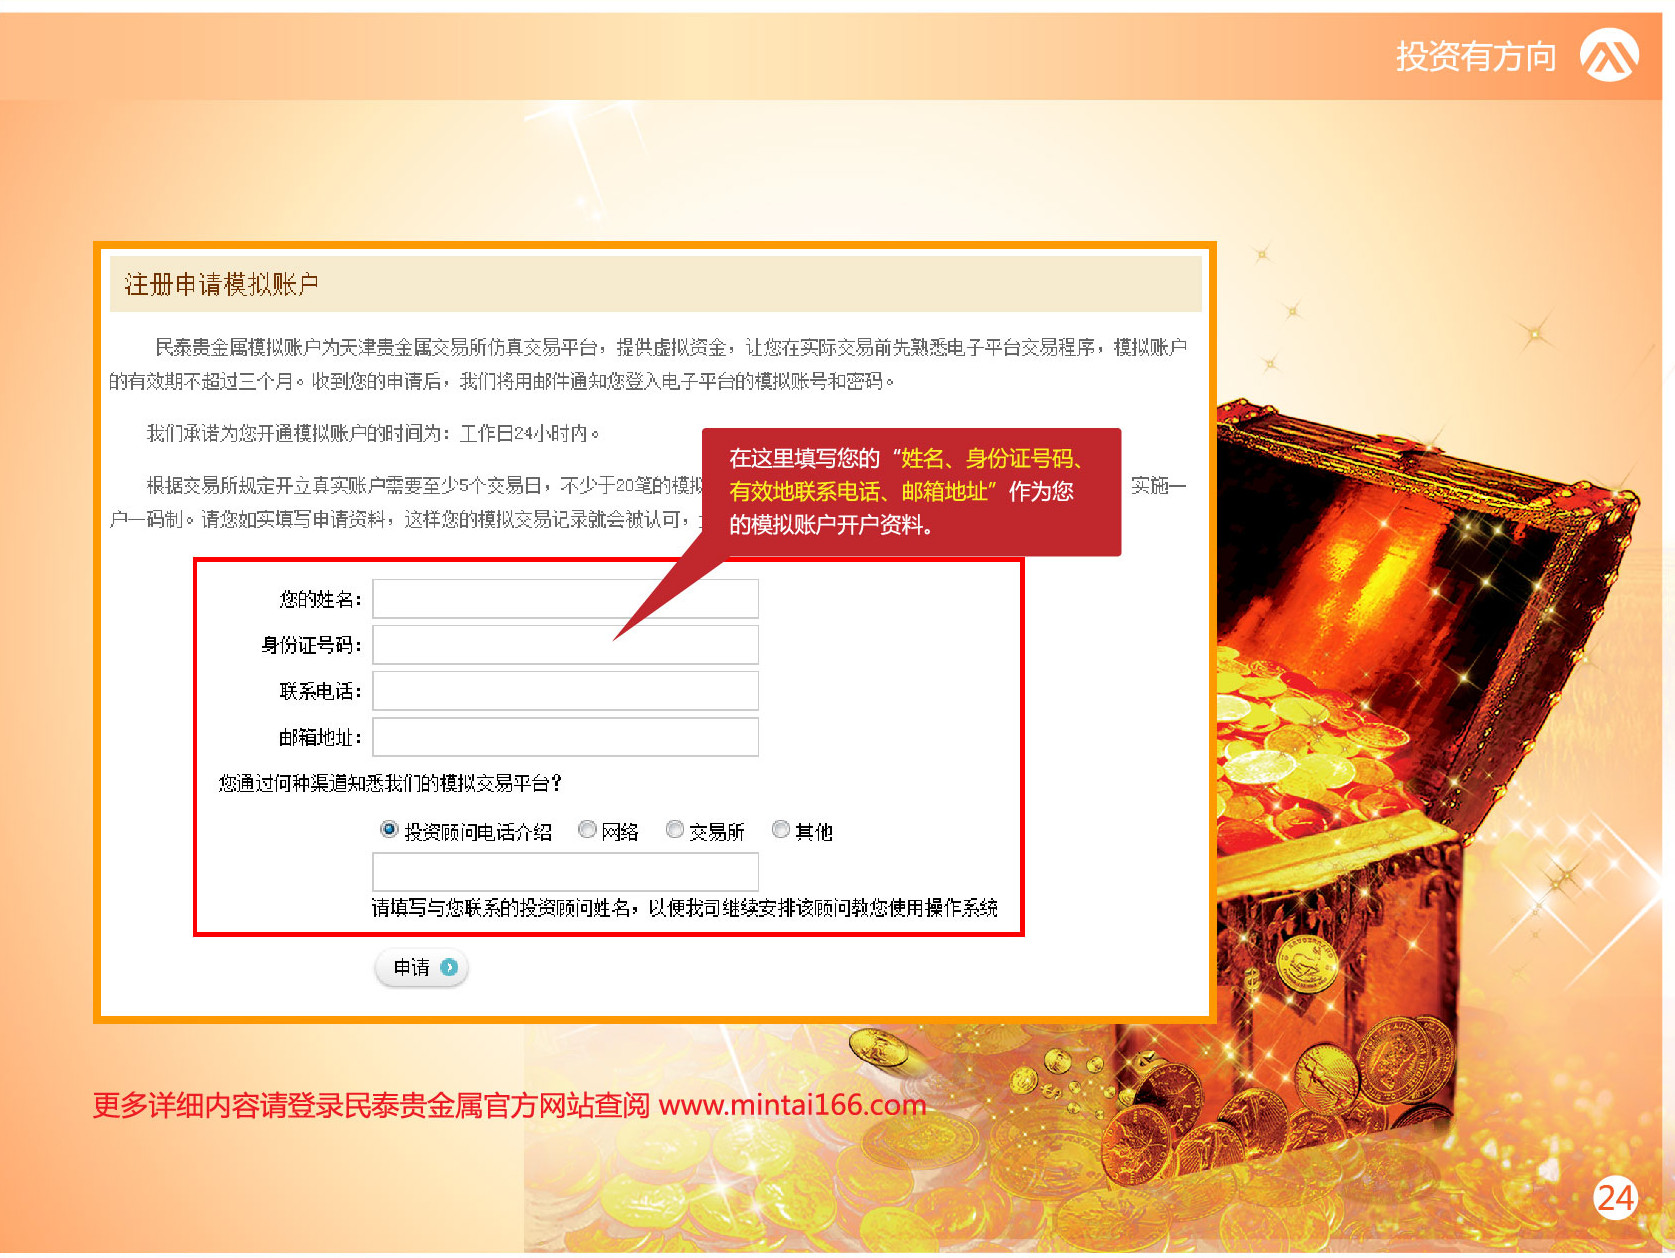 投资有方向
注册申请模拟账户
民泰贵金属模拟账户为天津贵金属交易所仿真交易平台，提供虚拟资金，让您在实际交易前先熟悉电子平台交易程序，模拟账户
的有效期不超过三个月。收到您的申请后，我们将用邮件通知您登入电子平台的模拟账号和密码。
我们承诺为您开通模拟账户的时间为：工作日24小时内。
根据交易所规定开立真实账户需要至少5个交易日，不少于20笔的模拟 实施一
户一码制。请您如实填写申请资料，这样您的模拟交易记录就会被认可，
在这里填写您的“姓名、身份证号码、
有效地联系电话、邮箱地址”作为您
的模拟账户开户资料。
您的姓名：
身份证号码：
联系电话：
邮箱地址：
您通过何种渠道知悉我们的模拟交易平台？
投资顾问电话介绍 网络 交易所 其他
请填写与您联系的投资顾问姓名，以便我司继续安排该顾问教您使用操作系统
申请
更多详细内容请登录民泰贵金属官方网站查阅 www.mintai166.com
24